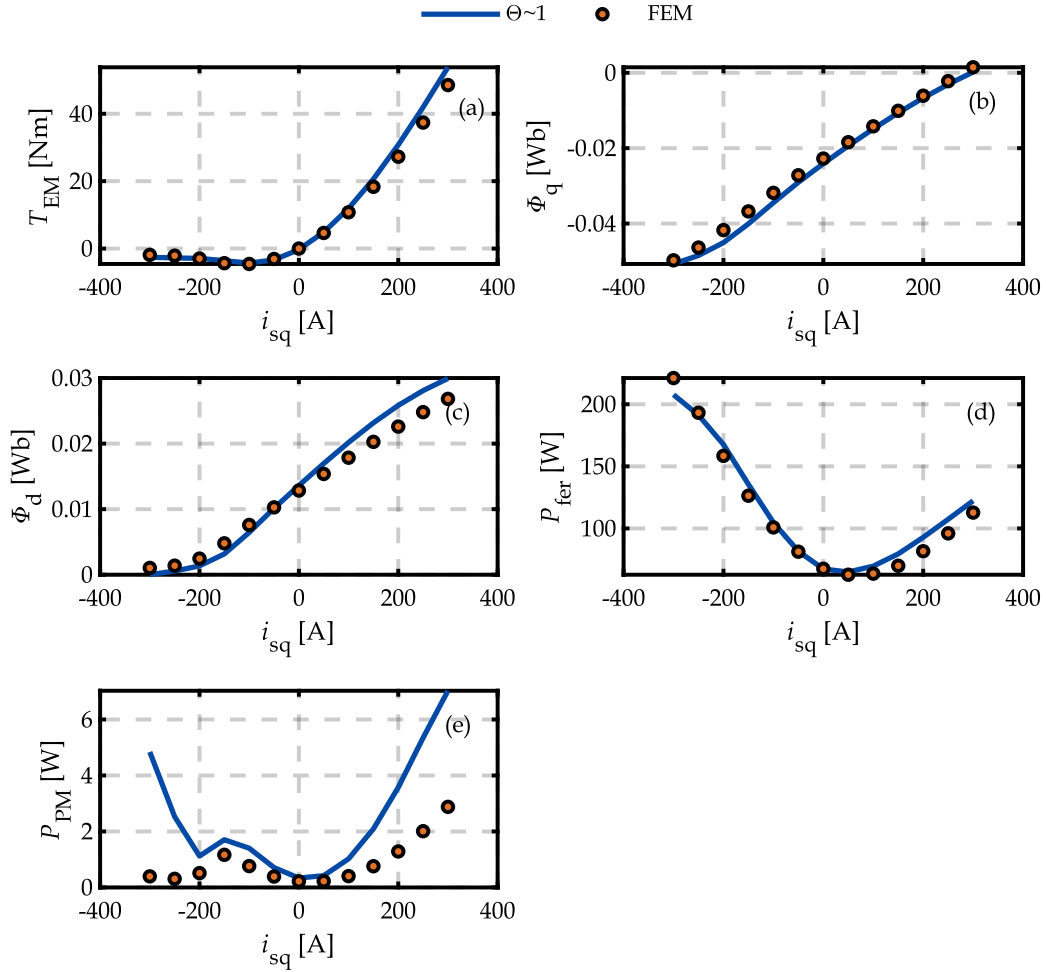 Θ~1 FEM
(a)
T_EM [Nm]
40
20
0
-400 -200 0 200 400
i_sq [A]
(b)
Φ_q [Wb]
0
-0.02
-0.04
-400 -200 0 200 400
i_sq [A]
(c)
Φ_d [Wb]
0.03
0.02
0.01
0
-400 -200 0 200 400
i_sq [A]
(d)
P_fer [W]
200
150
100
-400 -200 0 200 400
i_sq [A]
(e)
P_PM [W]
6
4
2
0
-400 -200 0 200 400
i_sq [A]